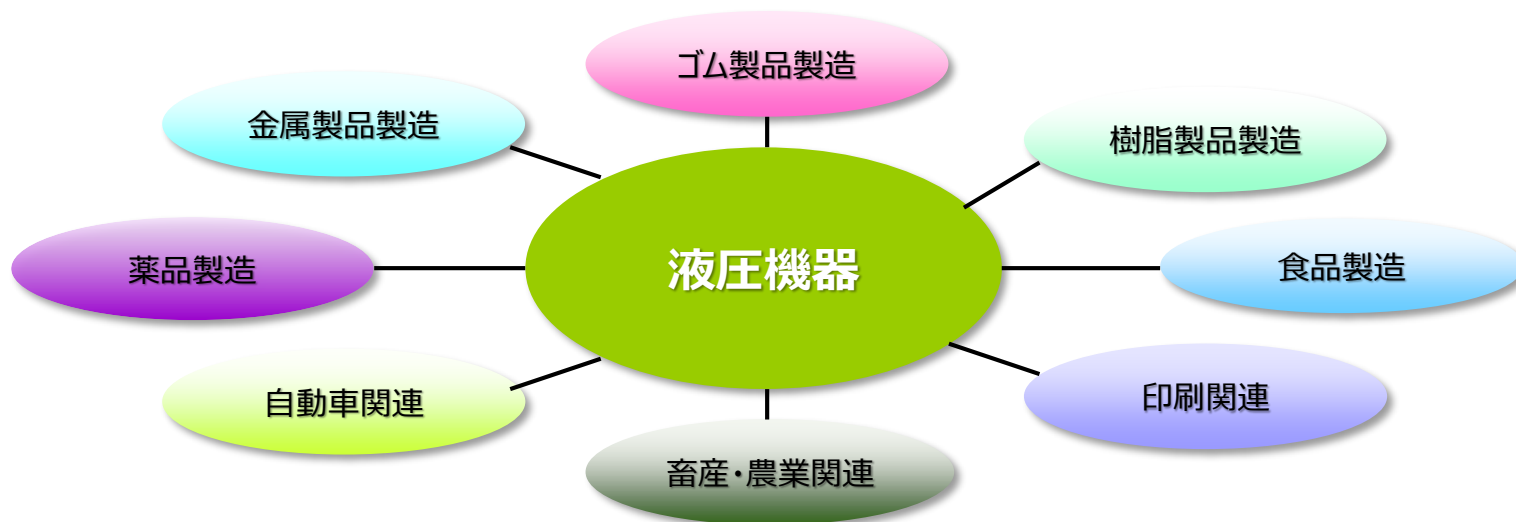 ゴム製品製造
金属製品製造
樹脂製品製造
薬品製造
液圧機器
食品製造
自動車関連
印刷関連
畜産・農業関連